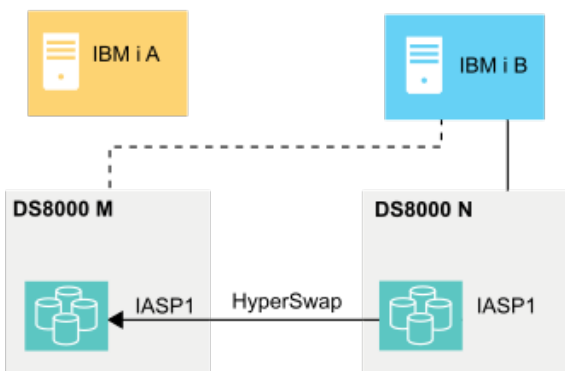 IBM i A
IBM i B
DS8000 M
DS8000 N
IASP1
HyperSwap
IASP1